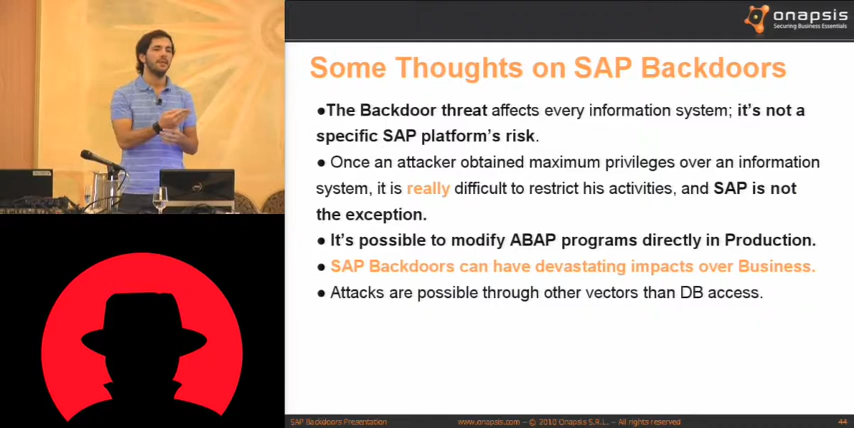 onapsis
Securing Business Essentials
Some Thoughts on SAP Backdoors
●The Backdoor threat affects every information system; it's not a
specific SAP platform's risk.
● Once an attacker obtained maximum privileges over an information
system, it is really difficult to restrict his activities, and SAP is not
the exception.
● It's possible to modify ABAP programs directly in Production.
● SAP Backdoors can have devastating impacts over Business.
● Attacks are possible through other vectors than DB access.
SAP Backdoors Presentation
www.onapsis.com – © 2010 Onapsis S.R.L. – All rights reserved
44